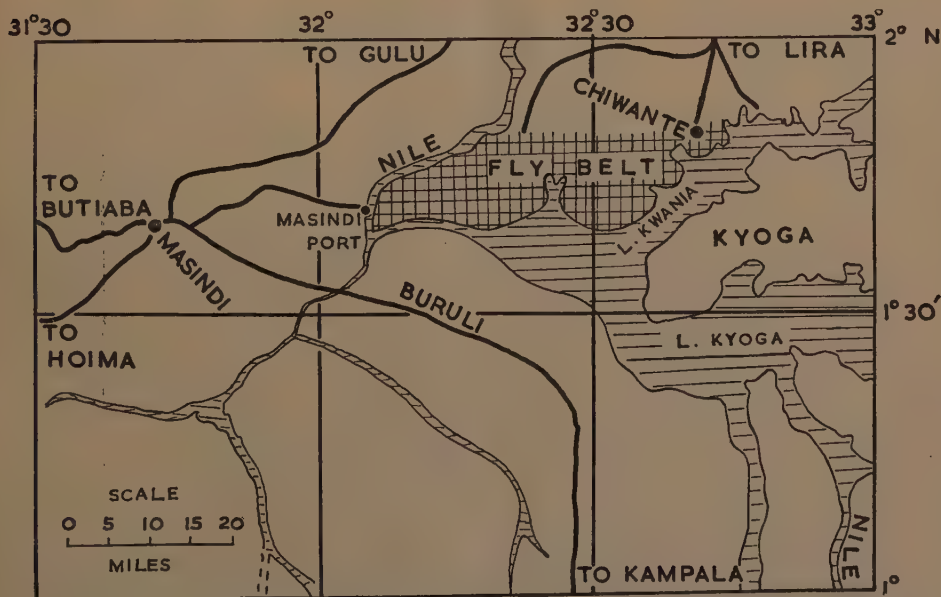 31°30
32°
32°30
33°
2° N
TO GULU
TO LIRA
CHIWANTE
NILE
FLY BELT
TO
BUTIABA
MASINDI
PORT
L. KWANIA
KYOGA
MASINDI
BURULI
1°30'
TO
HOIMA
L. KYOGA
SCALE
0 5 10 15 20
MILES
NILE
TO KAMPALA
1°